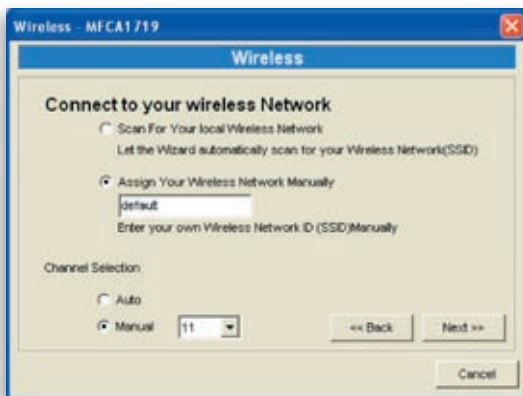 Wireless - MFCA1719
Wireless
Connect to your wireless Network
Scan For Your local Wireless Network
Let the Wizard automatically scan for your Wireless Network(SSID)
Assign Your Wireless Network Manually
default
Enter your own Wireless Network ID (SSID)Manually
Channel Selection
Auto
Manual 11
<< Back Next >>
Cancel